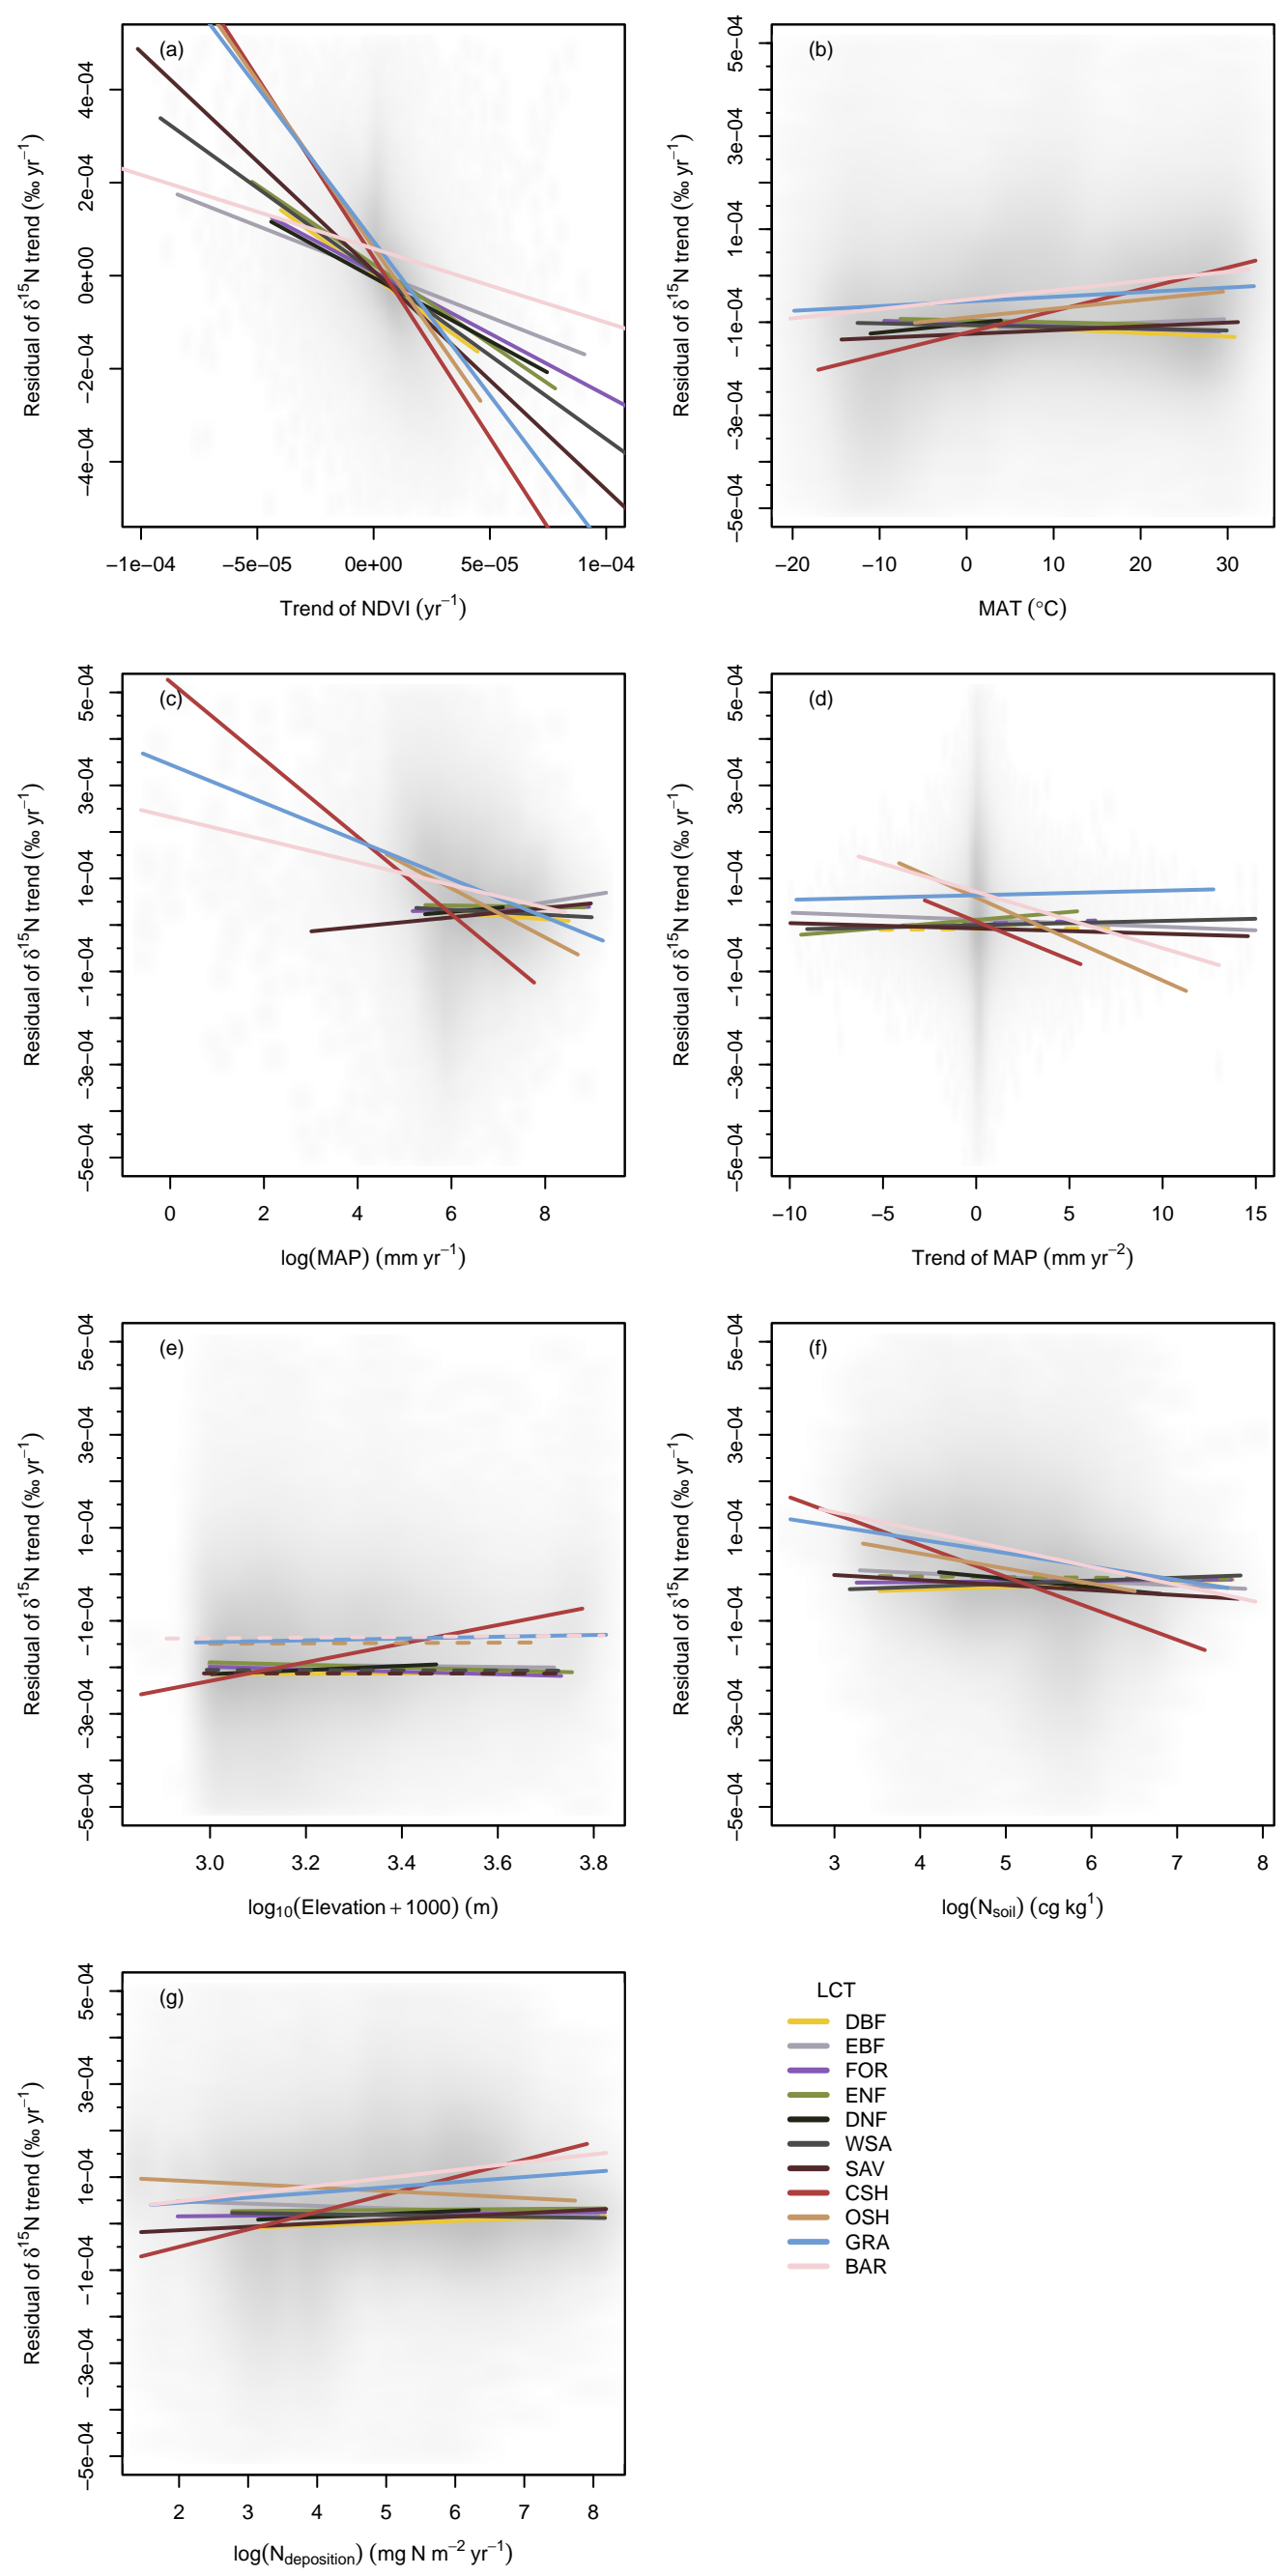 (a)
Residual of δ15N trend (‰ yr−1)
4e−04
2e−04
0e+00
−2e−04
−4e−04
−1e−04 −5e−05 0e+00 5e−05 1e−04
Trend of NDVI (yr−1)
(b)
Residual of δ15N trend (‰ yr−1)
5e−04
3e−04
1e−04
−1e−04
−3e−04
−5e−04
−20 −10 0 10 20 30
MAT (°C)
(c)
Residual of δ15N trend (‰ yr−1)
5e−04
3e−04
1e−04
−1e−04
−3e−04
−5e−04
0 2 4 6 8
log(MAP) (mm yr−1)
(d)
Residual of δ15N trend (‰ yr−1)
5e−04
3e−04
1e−04
−1e−04
−3e−04
−5e−04
−10 −5 0 5 10 15
Trend of MAP (mm yr−2)
(e)
Residual of δ15N trend (‰ yr−1)
5e−04
3e−04
1e−04
−1e−04
−3e−04
−5e−04
3.0 3.2 3.4 3.6 3.8
log10(Elevation + 1000) (m)
(f)
Residual of δ15N trend (‰ yr−1)
5e−04
3e−04
1e−04
−1e−04
−3e−04
−5e−04
3 4 5 6 7 8
log(Nsoil) (cg kg1)
(g)
Residual of δ15N trend (‰ yr−1)
5e−04
3e−04
1e−04
−1e−04
−3e−04
−5e−04
2 3 4 5 6 7 8
log(Ndeposition) (mg N m−2 yr−1)
LCT
DBF
EBF
FOR
ENF
DNF
WSA
SAV
CSH
OSH
GRA
BAR